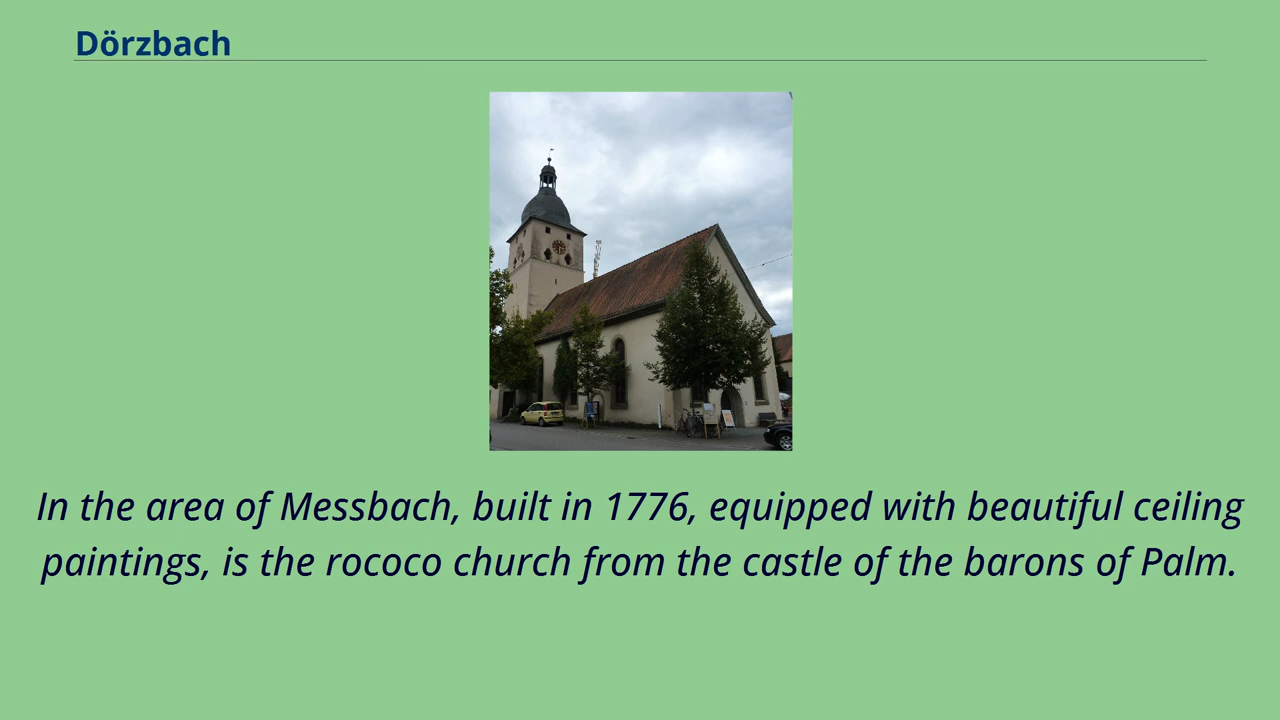 Dörzbach
In the area of Messbach, built in 1776, equipped with beautiful ceiling
paintings, is the rococo church from the castle of the barons of Palm.